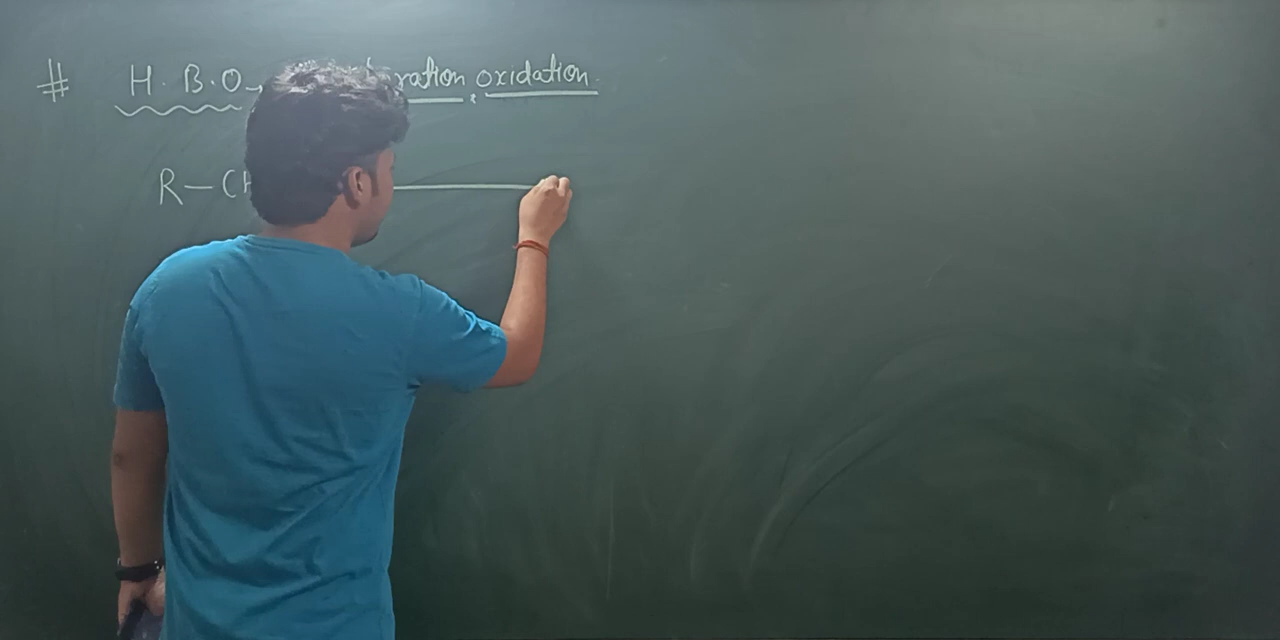 # H.B.O → ration oxidation.
R-CH